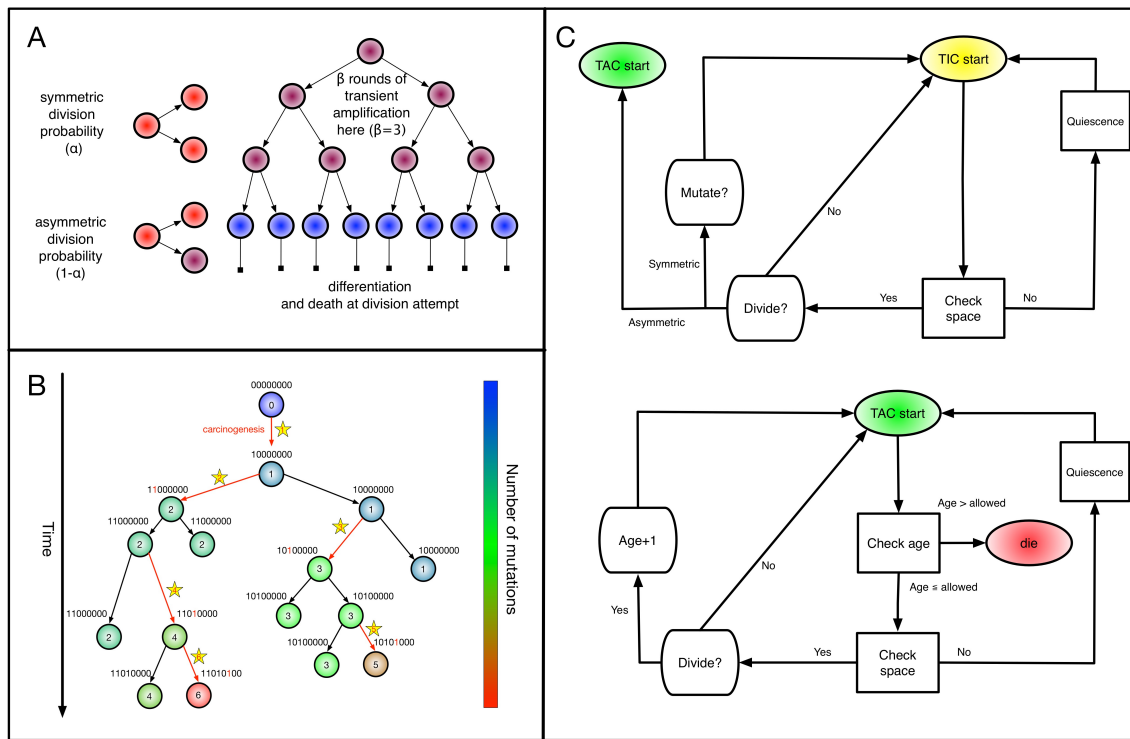 A
symmetric
division
probability
(α)
β rounds of
transient
amplification
here (β=3)
asymmetric
division
probability
(1-α)
differentiation
and death at division attempt
B
Time
00000000
0
carcinogenesis
10000000
1
11000000
2
10000000
1
11000000
2
11000000
2
10100000
3
10000000
1
10100000
3
10100000
3
11000000
2
11010000
4
10100000
3
10101000
5
11010000
4
11010100
6
Number of mutations
C
TAC start
TIC start
Quiescence
Mutate?
No
Symmetric
Asymmetric
Divide?
Yes
Check
space
No
TAC start
Quiescence
Age > allowed
Age+1
Check age
die
No
Age ≤ allowed
Yes
Divide?
Yes
Check
space
No